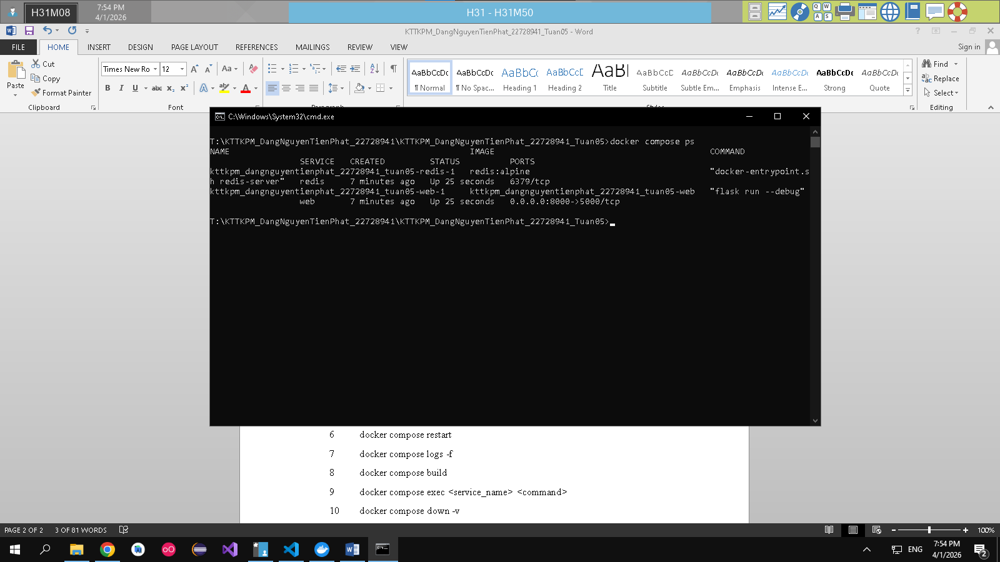 H31M08
7:54 PM
4/1/2026
H31 - H31M50
KTTKPM_DangNguyenTienPhat_22728941_Tuan05 - Word
FILE HOME INSERT DESIGN PAGE LAYOUT REFERENCES MAILINGS REVIEW VIEW
Sign in
Paste
Cut
Copy
Format Painter
Clipboard
Times New Ro 12
Font
AaBbCcDc
¶ Normal
AaBbCcDc
¶ No Spac...
AaBbCc
Heading 1
AaBbCcD
Heading 2
AaBl
Title
AaBbCcD
Subtitle
AaBbCcDc
Subtle Em...
AaBbCcDc
Emphasis
AaBbCcDc
Intense E...
AaBbCcDc
Strong
AaBbCcDc
Quote
Find
Replace
Select
Editing
C:\Windows\System32\cmd.exe
T:\KTTKPM_DangNguyenTienPhat_22728941\KTTKPM_DangNguyenTienPhat_22728941_Tuan05>docker compose ps
NAME IMAGE COMMAND
SERVICE CREATED STATUS PORTS
kttkpm_dangnguyentienphat_22728941_tuan05-redis-1 redis:alpine "docker-entrypoint.s
h redis-server" redis 7 minutes ago Up 25 seconds 6379/tcp
kttkpm_dangnguyentienphat_22728941_tuan05-web-1 kttkpm_dangnguyentienphat_22728941_tuan05-web "flask run --debug"
web 7 minutes ago Up 25 seconds 0.0.0.0:8000->5000/tcp
T:\KTTKPM_DangNguyenTienPhat_22728941\KTTKPM_DangNguyenTienPhat_22728941_Tuan05>
6 docker compose restart
7 docker compose logs -f
8 docker compose build
9 docker compose exec <service_name> <command>
10 docker compose down -v
PAGE 2 OF 2 3 OF 81 WORDS
100%
ENG
7:54 PM
4/1/2026
2